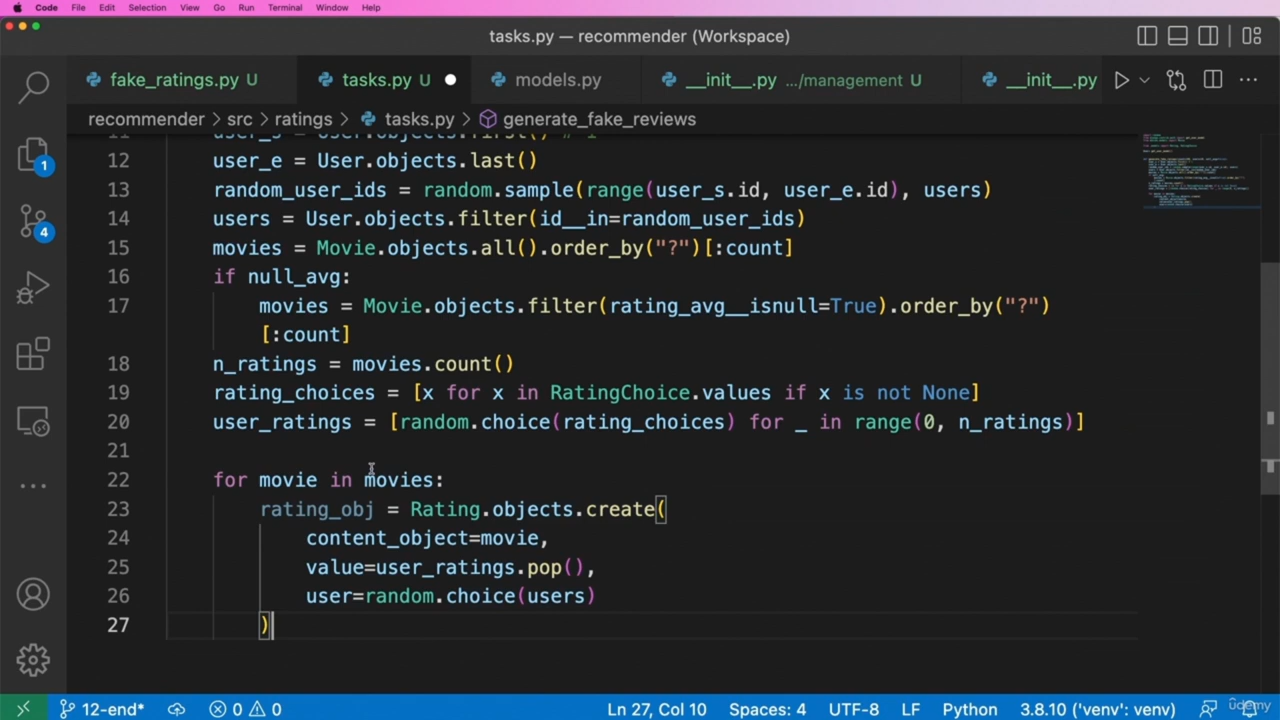 Code File Edit Selection View Go Run Terminal Window Help
tasks.py — recommender (Workspace)
fake_ratings.py U tasks.py U models.py __init__.py .../management U __init__.py
recommender > src > ratings > tasks.py > generate_fake_reviews
12 user_e = User.objects.last()
13 random_user_ids = random.sample(range(user_s.id, user_e.id), users)
14 users = User.objects.filter(id__in=random_user_ids)
15 movies = Movie.objects.all().order_by("?")[:count]
16 if null_avg:
17 movies = Movie.objects.filter(rating_avg__isnull=True).order_by("?")
[:count]
18 n_ratings = movies.count()
19 rating_choices = [x for x in RatingChoice.values if x is not None]
20 user_ratings = [random.choice(rating_choices) for _ in range(0, n_ratings)]
21
22 for movie in movies:
23 rating_obj = Rating.objects.create(
24 content_object=movie,
25 value=user_ratings.pop(),
26 user=random.choice(users)
27 )
1
4
12-end* 0 0 Ln 27, Col 10 Spaces: 4 UTF-8 LF Python 3.8.10 ('venv': venv)
udemy